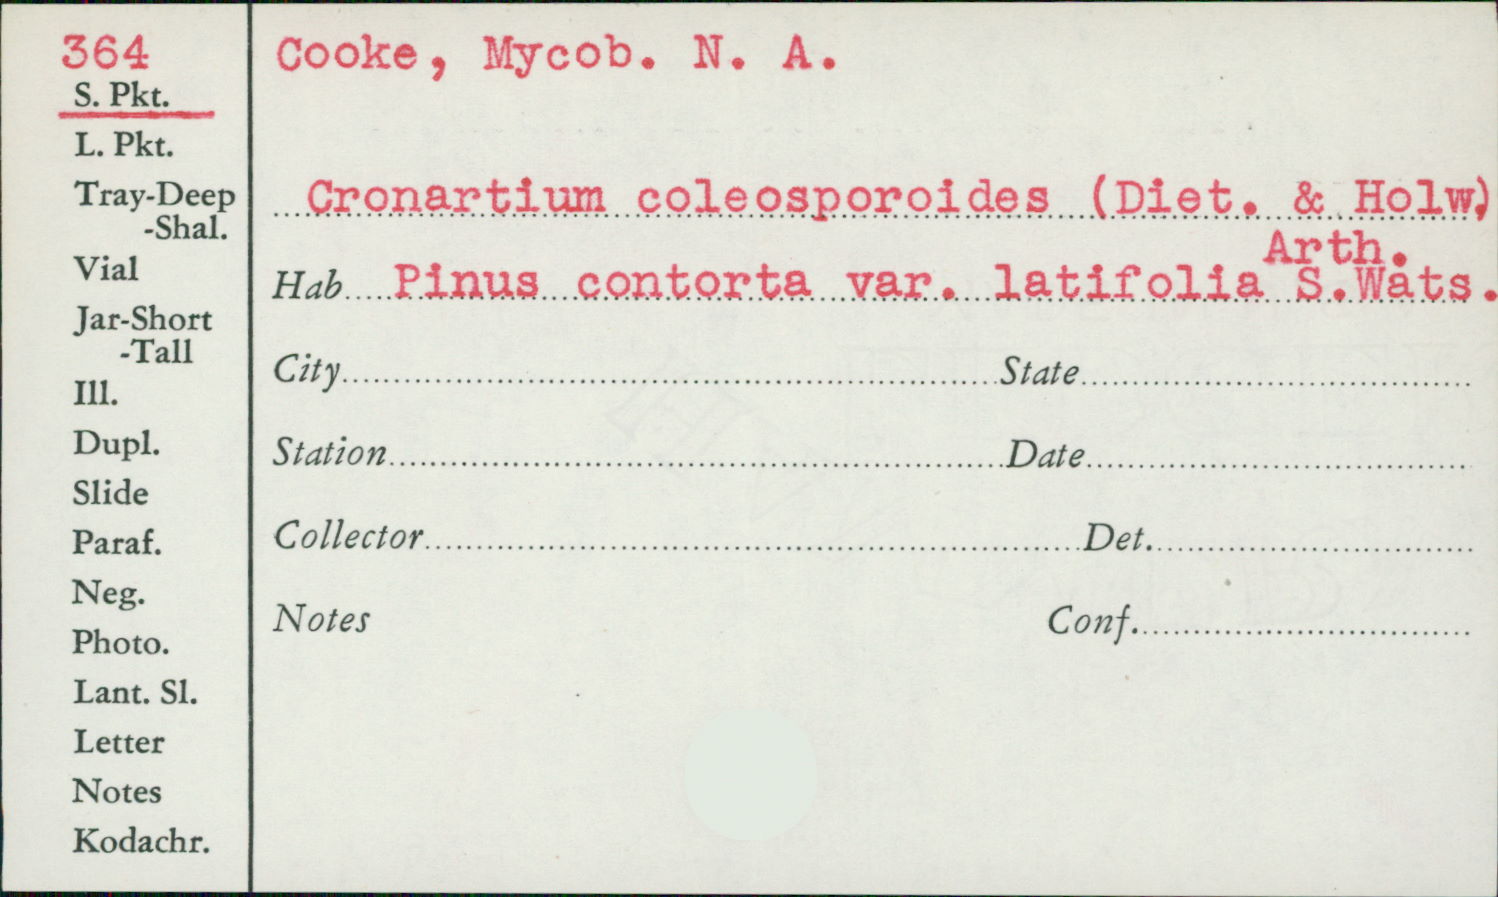 364
S. Pkt.
L. Pkt.
Tray-Deep
-Shal.
Vial
Jar-Short
-Tall
Ill.
Dupl.
Slide
Paraf.
Neg.
Photo.
Lant. Sl.
Letter
Notes
Kodachr.
Cooke, Mycob. N. A.
Cronartium coleosporoides (Diet. & Holw)
Arth.
Hab Pinus contorta var. latifolia S.Wats.
City State
Station Date
Collector Det.
Notes Conf.